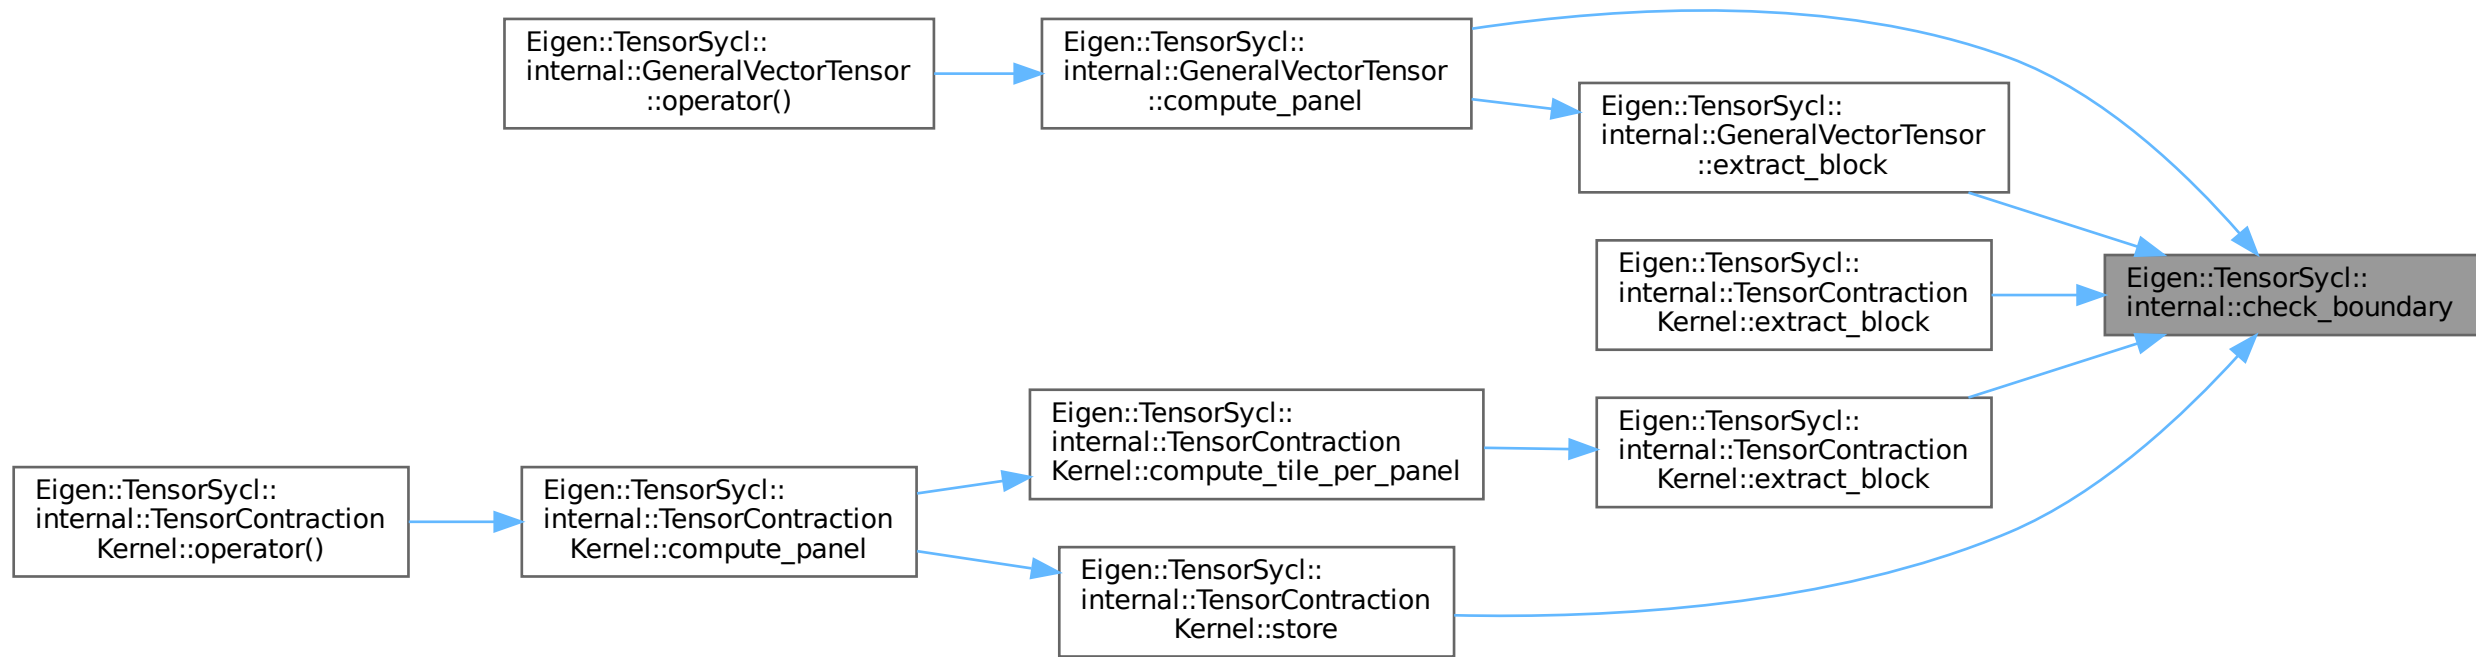 Eigen::TensorSycl::
internal::GeneralVectorTensor
::operator()
Eigen::TensorSycl::
internal::GeneralVectorTensor
::compute_panel
Eigen::TensorSycl::
internal::GeneralVectorTensor
::extract_block
Eigen::TensorSycl::
internal::TensorContraction
Kernel::extract_block
Eigen::TensorSycl::
internal::check_boundary
Eigen::TensorSycl::
internal::TensorContraction
Kernel::compute_tile_per_panel
Eigen::TensorSycl::
internal::TensorContraction
Kernel::extract_block
Eigen::TensorSycl::
internal::TensorContraction
Kernel::operator()
Eigen::TensorSycl::
internal::TensorContraction
Kernel::compute_panel
Eigen::TensorSycl::
internal::TensorContraction
Kernel::store